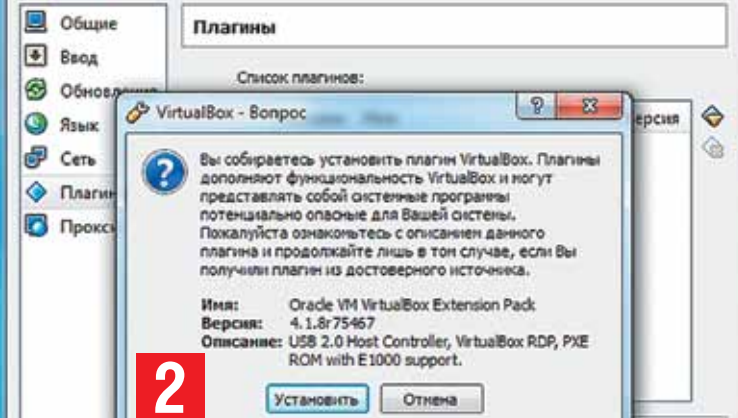 Общие
Ввод
Обновления
Язык
Сеть
Плагин
Прокси
Плагины
Список плагинов:
ерсия
VirtualBox - Вопрос
Вы собираетесь установить плагин VirtualBox. Плагины
дополняют функциональность VirtualBox и могут
представлять собой системные программы
потенциально опасные для Вашей системы.
Пожалуйста ознакомьтесь с описанием данного
плагина и продолжайте лишь в том случае, если Вы
получили плагин из достоверного источника.
Имя: Oracle VM VirtualBox Extension Pack
Версия: 4.1.8r75467
Описание: USB 2.0 Host Controller, VirtualBox RDP, PXE
ROM with E1000 support.
2
Установить Отмена